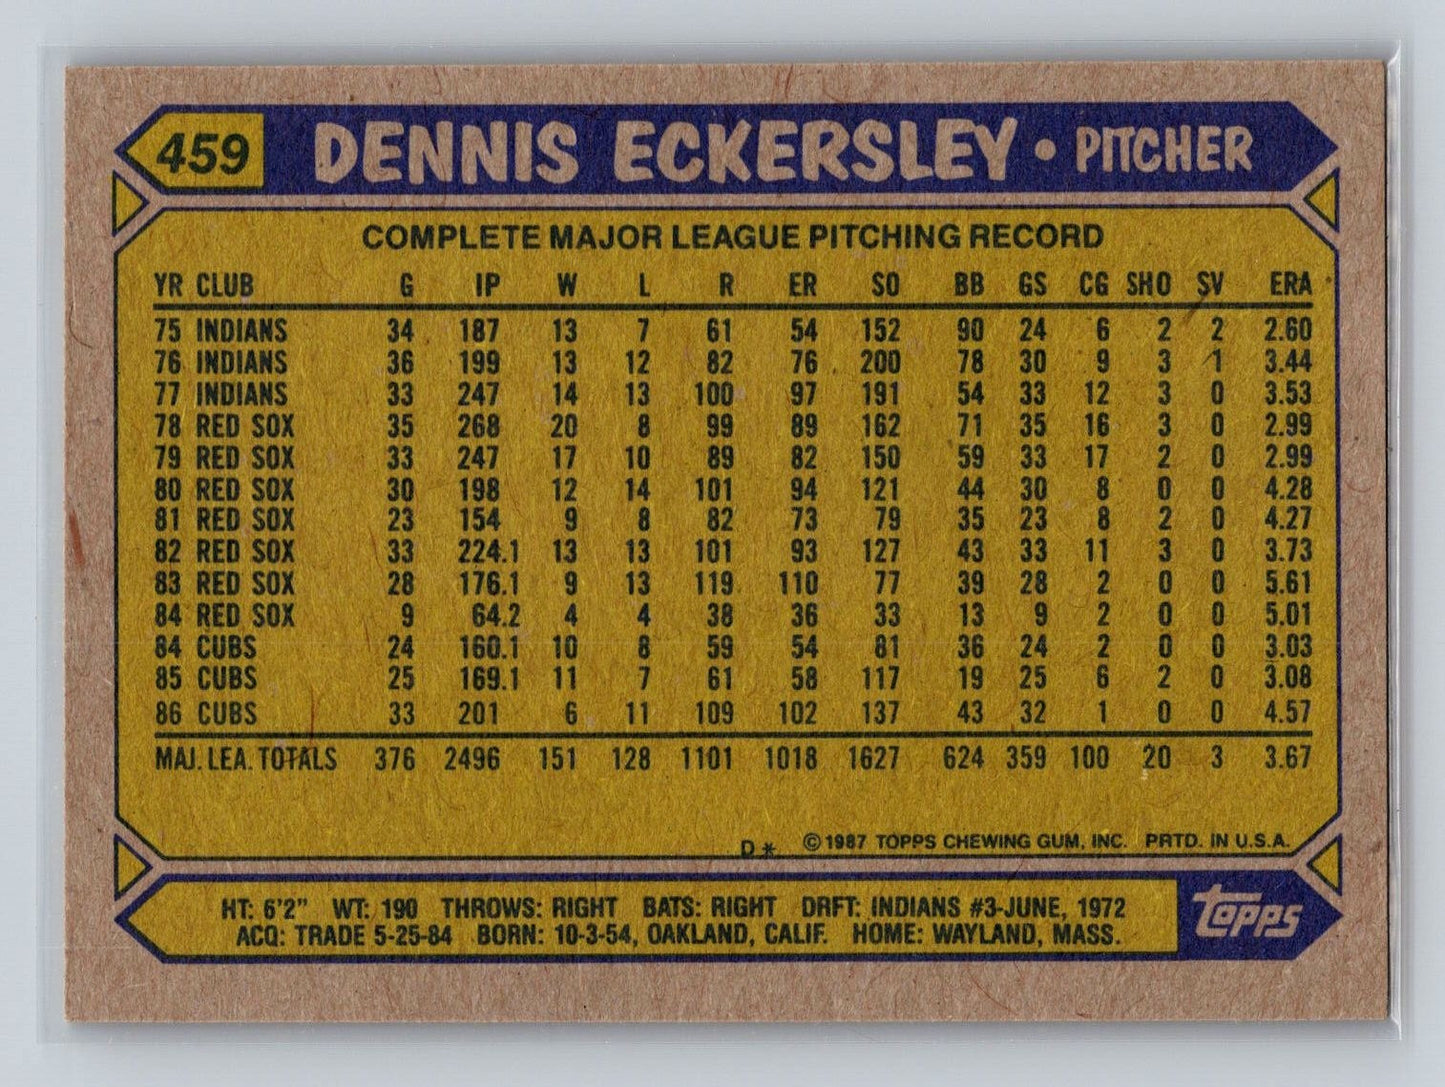 459 DENNIS ECKERSLEY • PITCHER
COMPLETE MAJOR LEAGUE PITCHING RECORD
YR CLUB G IP W L R ER SO BB GS CG SHO SV ERA
75 INDIANS 34 187 13 7 61 54 152 90 24 6 2 2 2.60
76 INDIANS 36 199 13 12 82 76 200 78 30 9 3 1 3.44
77 INDIANS 33 247 14 13 100 97 191 54 33 12 3 0 3.53
78 RED SOX 35 268 20 8 99 89 162 71 35 16 3 0 2.99
79 RED SOX 33 247 17 10 89 82 150 59 33 17 2 0 2.99
80 RED SOX 30 198 12 14 101 94 121 44 30 8 0 0 4.28
81 RED SOX 23 154 9 8 82 73 79 35 23 8 2 0 4.27
82 RED SOX 33 224.1 13 13 101 93 127 43 33 11 3 0 3.73
83 RED SOX 28 176.1 9 13 119 110 77 39 28 2 0 0 5.61
84 RED SOX 9 64.2 4 4 38 36 33 13 9 2 0 0 5.01
84 CUBS 24 160.1 10 8 59 54 81 36 24 2 0 0 3.03
85 CUBS 25 169.1 11 7 61 58 117 19 25 6 2 0 3.08
86 CUBS 33 201 6 11 109 102 137 43 32 1 0 0 4.57
MAJ. LEA. TOTALS 376 2496 151 128 1101 1018 1627 624 359 100 20 3 3.67
D* ©1987 TOPPS CHEWING GUM, INC. PRTD. IN U.S.A.
HT: 6'2" WT: 190 THROWS: RIGHT BATS: RIGHT DRFT: INDIANS #3-JUNE, 1972
ACQ: TRADE 5-25-84 BORN: 10-3-54, OAKLAND, CALIF. HOME: WAYLAND, MASS.
topps